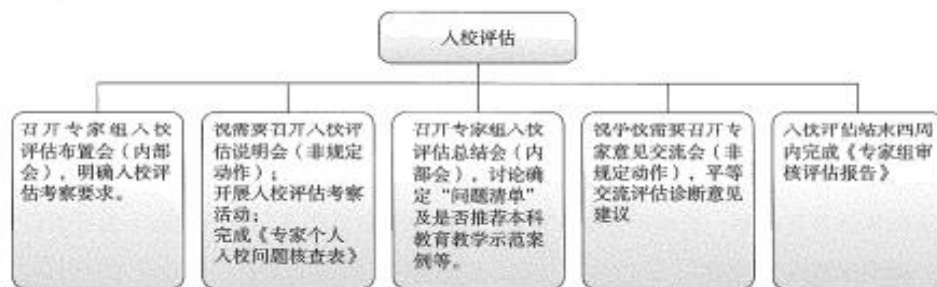 入校评估
召开专家组入校
评估布置会（内部
会），明确入校评
估考察要求。
视需要召开入校评
估说明会（非规定
动作）；
开展入校评估考察
活动；
完成《专家个人
入校问题核查表》
召开专家组入校
评估总结会（内
部会），讨论确
定“问题清单”
及是否推荐本科
教育教学示范案
例等。
视学校需要召开专
家意见交流会（非
规定动作），平等
交流评估诊断意见
建议
入校评估结束四周
内完成《专家组审
核评估报告》